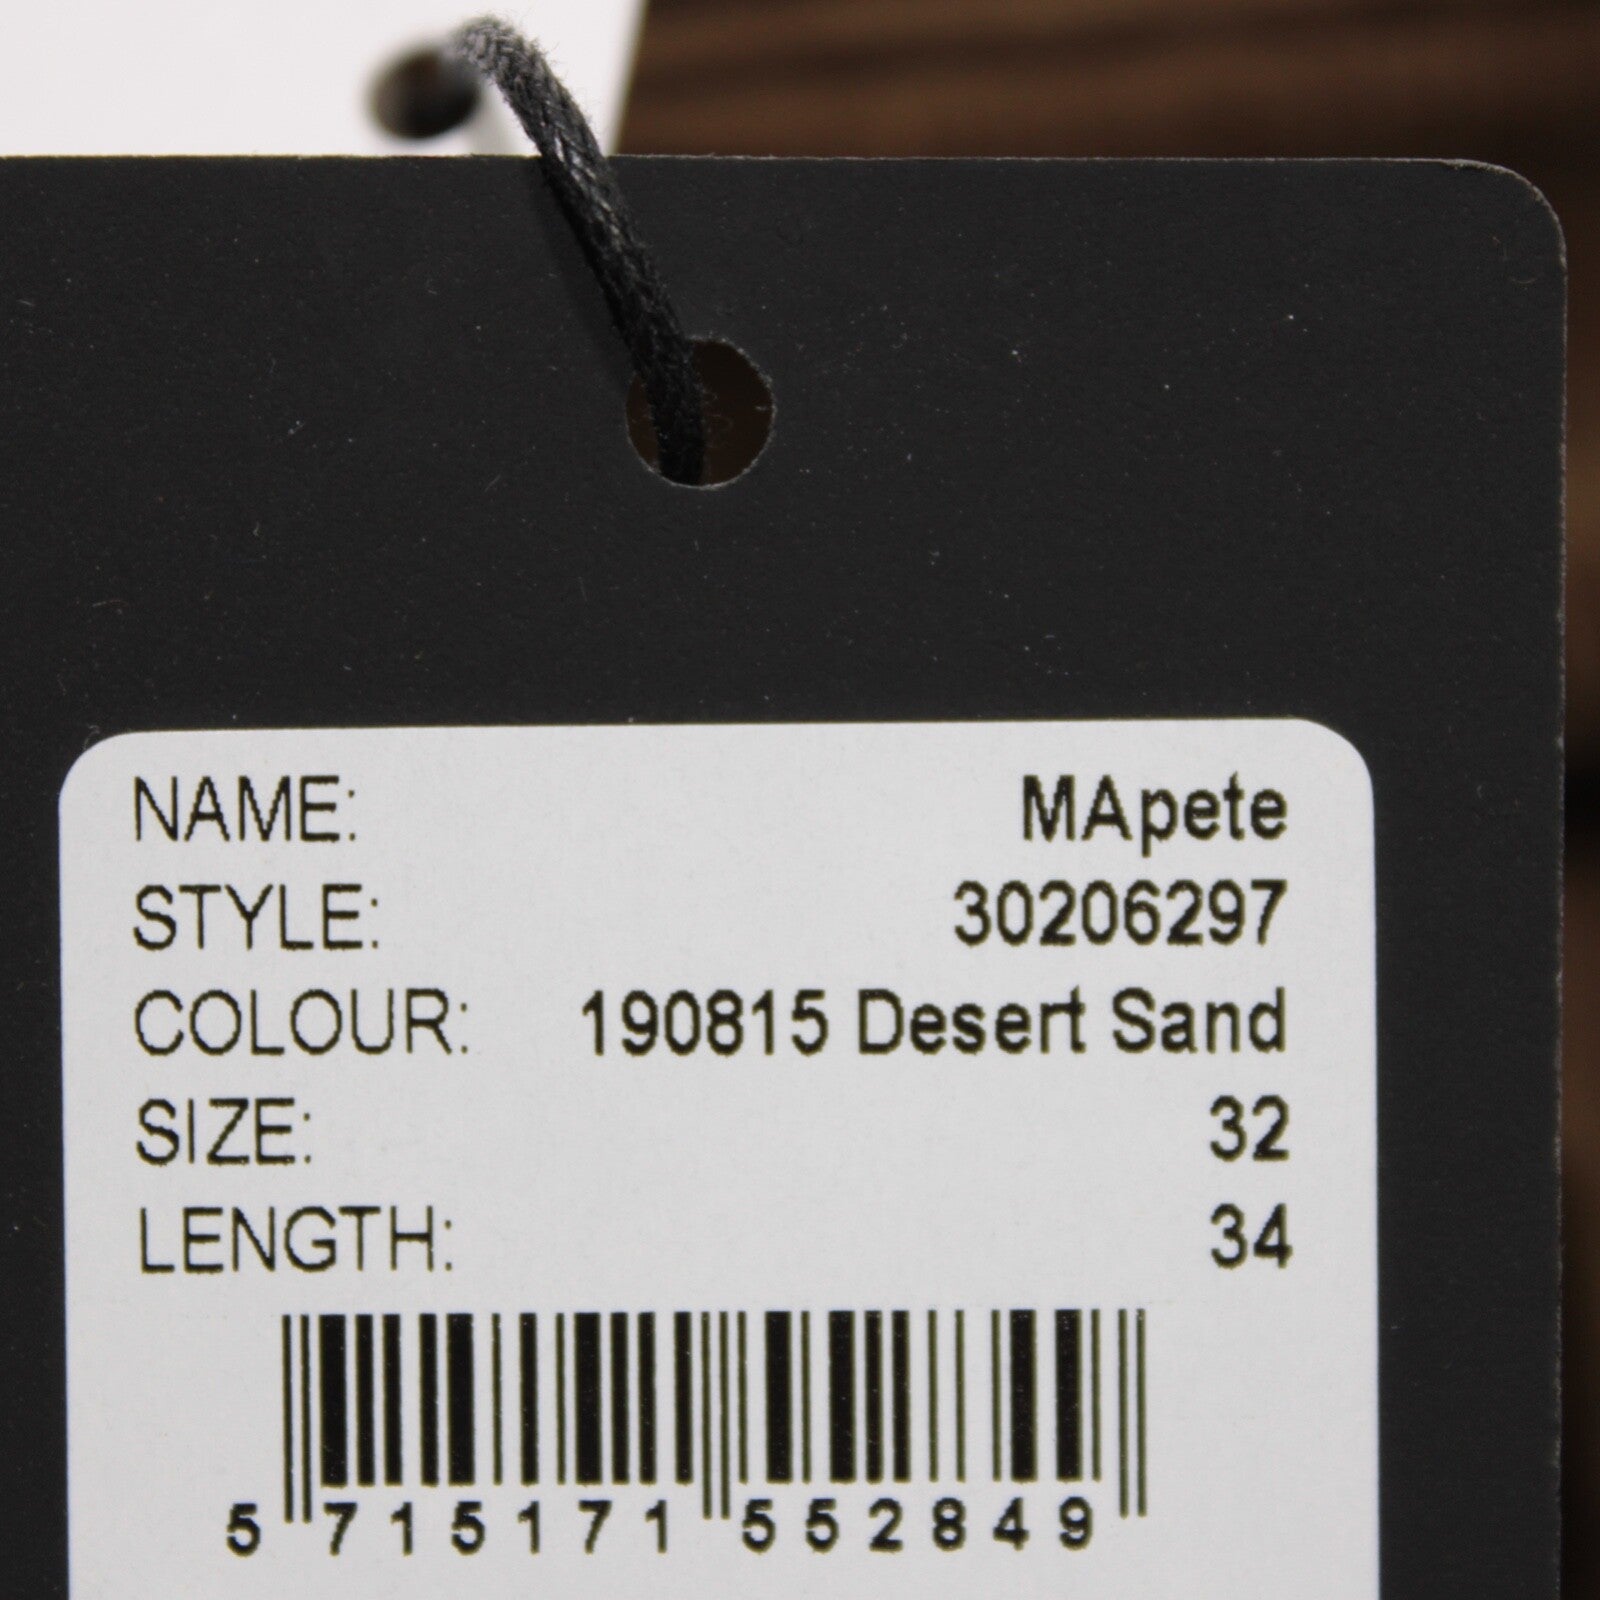 NAME: MApete
STYLE: 30206297
COLOUR: 190815 Desert Sand
SIZE: 32
LENGTH: 34
5 715171 552849